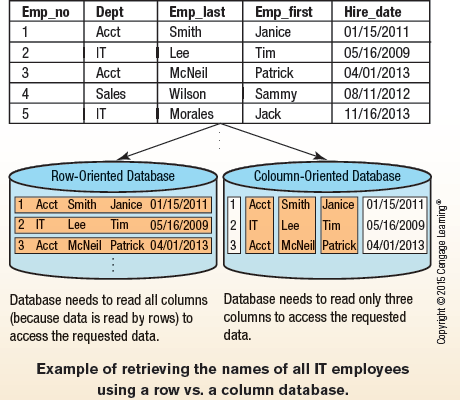 Emp_no Dept Emp_last Emp_first Hire_date
1 Acct Smith Janice 01/15/2011
2 IT Lee Tim 05/16/2009
3 Acct McNeil Patrick 04/01/2013
4 Sales Wilson Sammy 08/11/2012
5 IT Morales Jack 11/16/2013
Row-Oriented Database
1 Acct Smith Janice 01/15/2011
2 IT Lee Tim 05/16/2009
3 Acct McNeil Patrick 04/01/2013
Database needs to read all columns
(because data is read by rows) to
access the requested data.
Coloumn-Oriented Database
1 Acct Smith Janice 01/15/2011
2 IT Lee Tim 05/16/2009
3 Acct McNeil Patrick 04/01/2013
Database needs to read only three
columns to access the requested
data.
Copyright © 2015 Cengage Learning®
Example of retrieving the names of all IT employees
using a row vs. a column database.